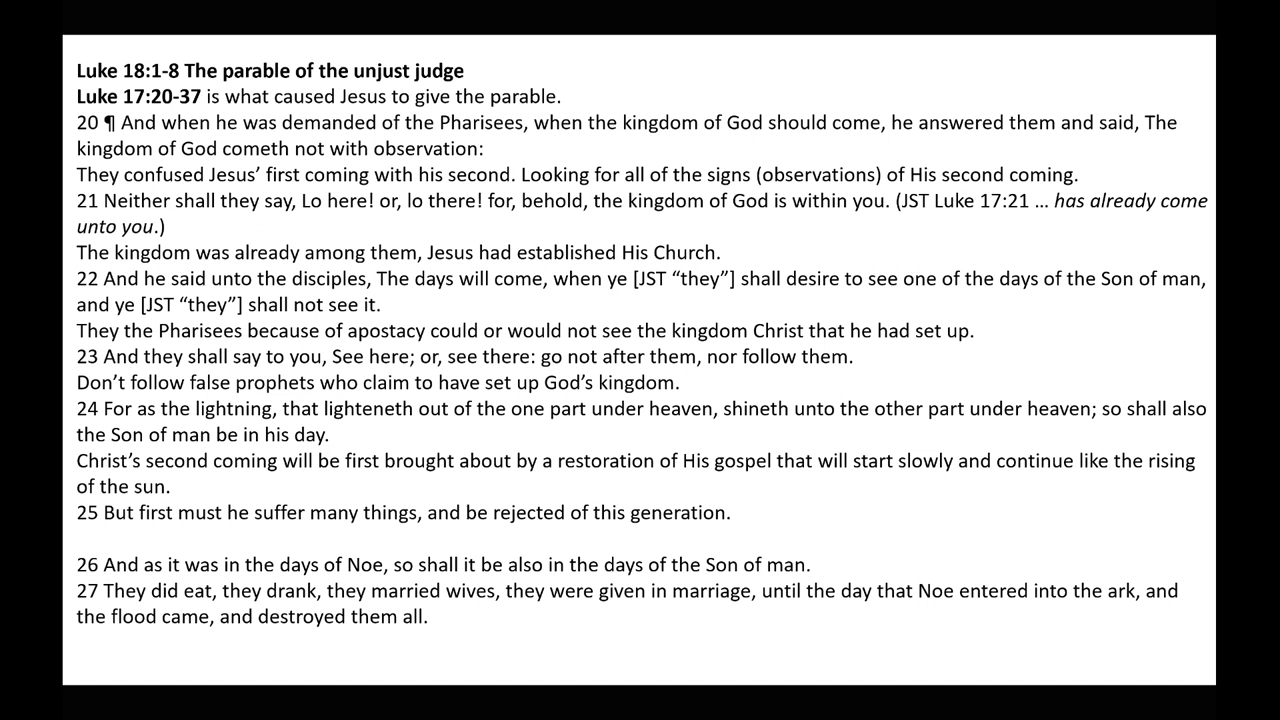 Luke 18:1-8 The parable of the unjust judge
Luke 17:20-37 is what caused Jesus to give the parable.
20 ¶ And when he was demanded of the Pharisees, when the kingdom of God should come, he answered them and said, The
kingdom of God cometh not with observation:
They confused Jesus’ first coming with his second. Looking for all of the signs (observations) of His second coming.
21 Neither shall they say, Lo here! or, lo there! for, behold, the kingdom of God is within you. (JST Luke 17:21 … has already come
unto you.)
The kingdom was already among them, Jesus had established His Church.
22 And he said unto the disciples, The days will come, when ye [JST “they”] shall desire to see one of the days of the Son of man,
and ye [JST “they”] shall not see it.
They the Pharisees because of apostacy could or would not see the kingdom Christ that he had set up.
23 And they shall say to you, See here; or, see there: go not after them, nor follow them.
Don’t follow false prophets who claim to have set up God’s kingdom.
24 For as the lightning, that lighteneth out of the one part under heaven, shineth unto the other part under heaven; so shall also
the Son of man be in his day.
Christ’s second coming will be first brought about by a restoration of His gospel that will start slowly and continue like the rising
of the sun.
25 But first must he suffer many things, and be rejected of this generation.
26 And as it was in the days of Noe, so shall it be also in the days of the Son of man.
27 They did eat, they drank, they married wives, they were given in marriage, until the day that Noe entered into the ark, and
the flood came, and destroyed them all.